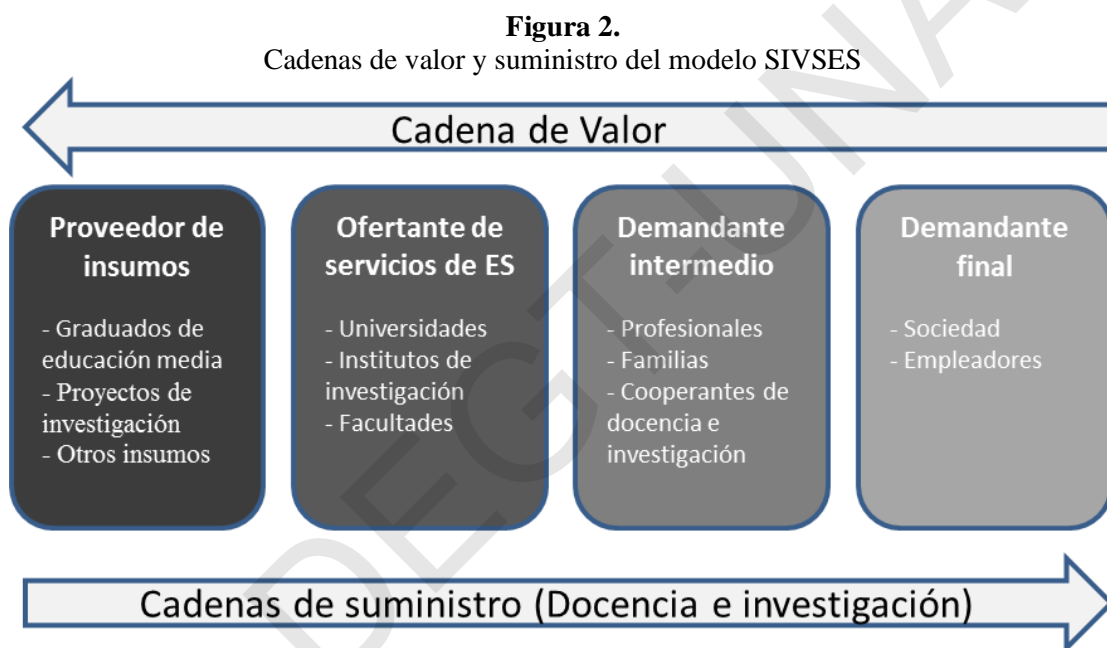 Figura 2.
Cadenas de valor y suministro del modelo SIVSES
Cadena de Valor
Proveedor de
insumos
- Graduados de
educación media
- Proyectos de
investigación
- Otros insumos
Ofertante de
servicios de ES
- Universidades
- Institutos de
investigación
- Facultades
Demandante
intermedio
- Profesionales
- Familias
- Cooperantes de
docencia e
investigación
Demandante
final
- Sociedad
- Empleadores
Cadenas de suministro (Docencia e investigación)
DEGT-UNA